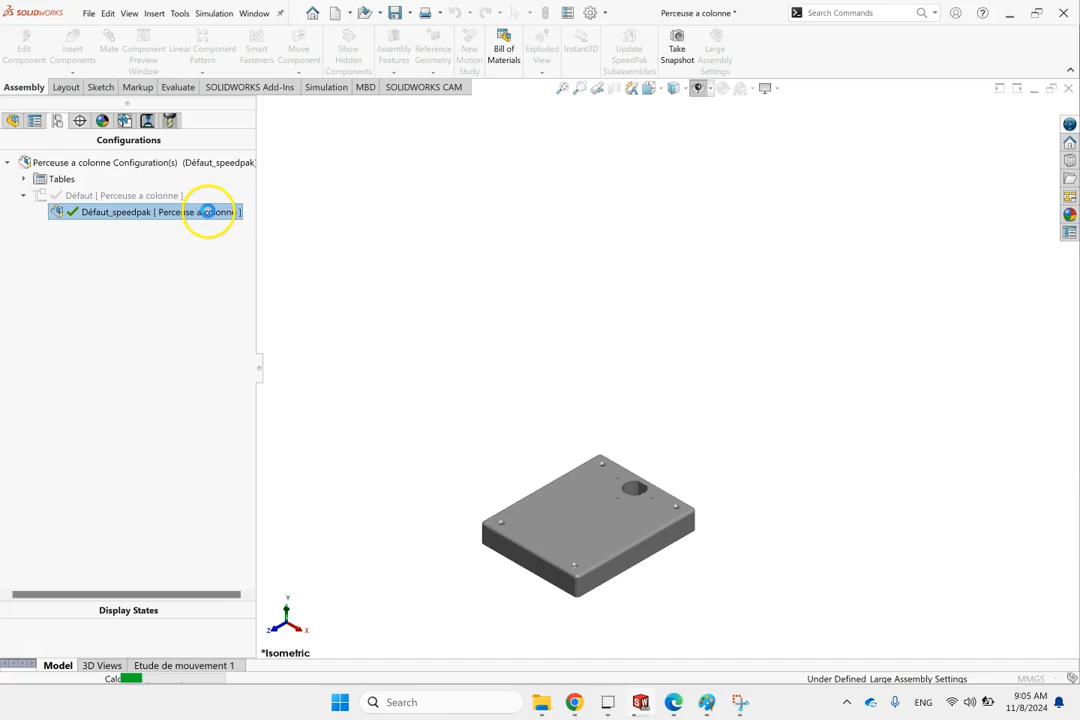 SOLIDWORKS File Edit View Insert Tools Simulation Window Perceuse a colonne * Search Commands
Edit Component Insert Components Mate Component Preview Window Linear Component Pattern Smart Fasteners Move Component Show Hidden Components Assembly Features Reference Geometry New Motion Study Bill of Materials Exploded View Instant3D Update SpeedPak Subassemblies Take Snapshot Large Assembly Settings
Assembly Layout Sketch Markup Evaluate SOLIDWORKS Add-Ins Simulation MBD SOLIDWORKS CAM
Configurations
Perceuse a colonne Configuration(s) (Défaut_speedpak)
Tables
Défaut [ Perceuse a colonne ]
Défaut_speedpak [ Perceuse a colonne ]
Display States
Y
Z X
*Isometric
Model 3D Views Etude de mouvement 1
Calc Under Defined Large Assembly Settings MMGS
Search ENG 9:05 AM
11/8/2024